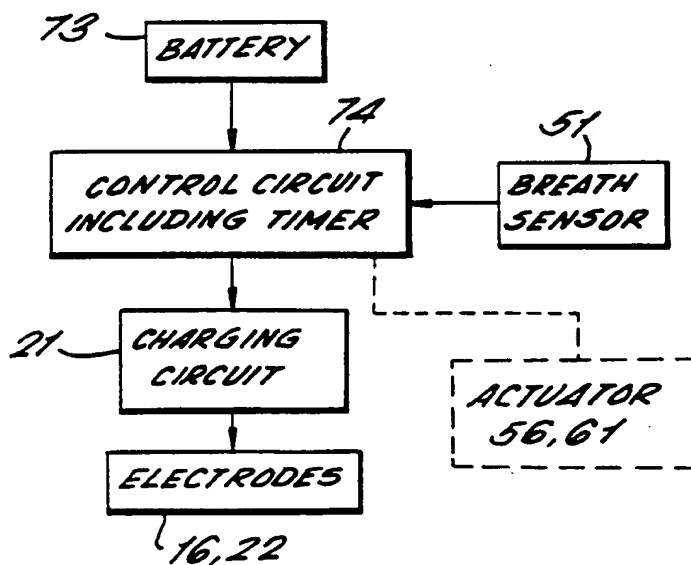 73
BATTERY
74
CONTROL CIRCUIT
INCLUDING TIMER
51
BREATH
SENSOR
21
CHARGING
CIRCUIT
ACTUATOR
56,61
ELECTRODES
16,22